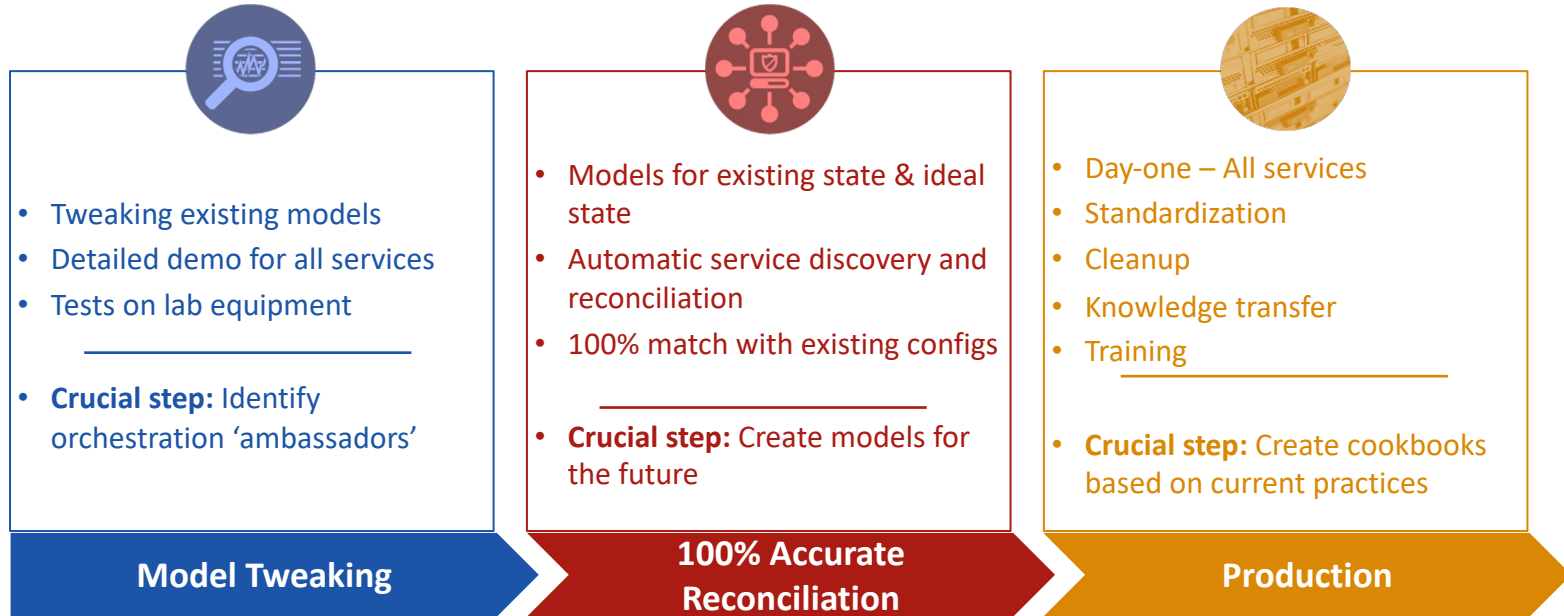 • Tweaking existing models
• Detailed demo for all services
• Tests on lab equipment
• Crucial step: Identify
orchestration ‘ambassadors’
Model Tweaking
• Models for existing state & ideal
state
• Automatic service discovery and
reconciliation
• 100% match with existing configs
• Crucial step: Create models for
the future
100% Accurate
Reconciliation
• Day-one – All services
• Standardization
• Cleanup
• Knowledge transfer
• Training
• Crucial step: Create cookbooks
based on current practices
Production